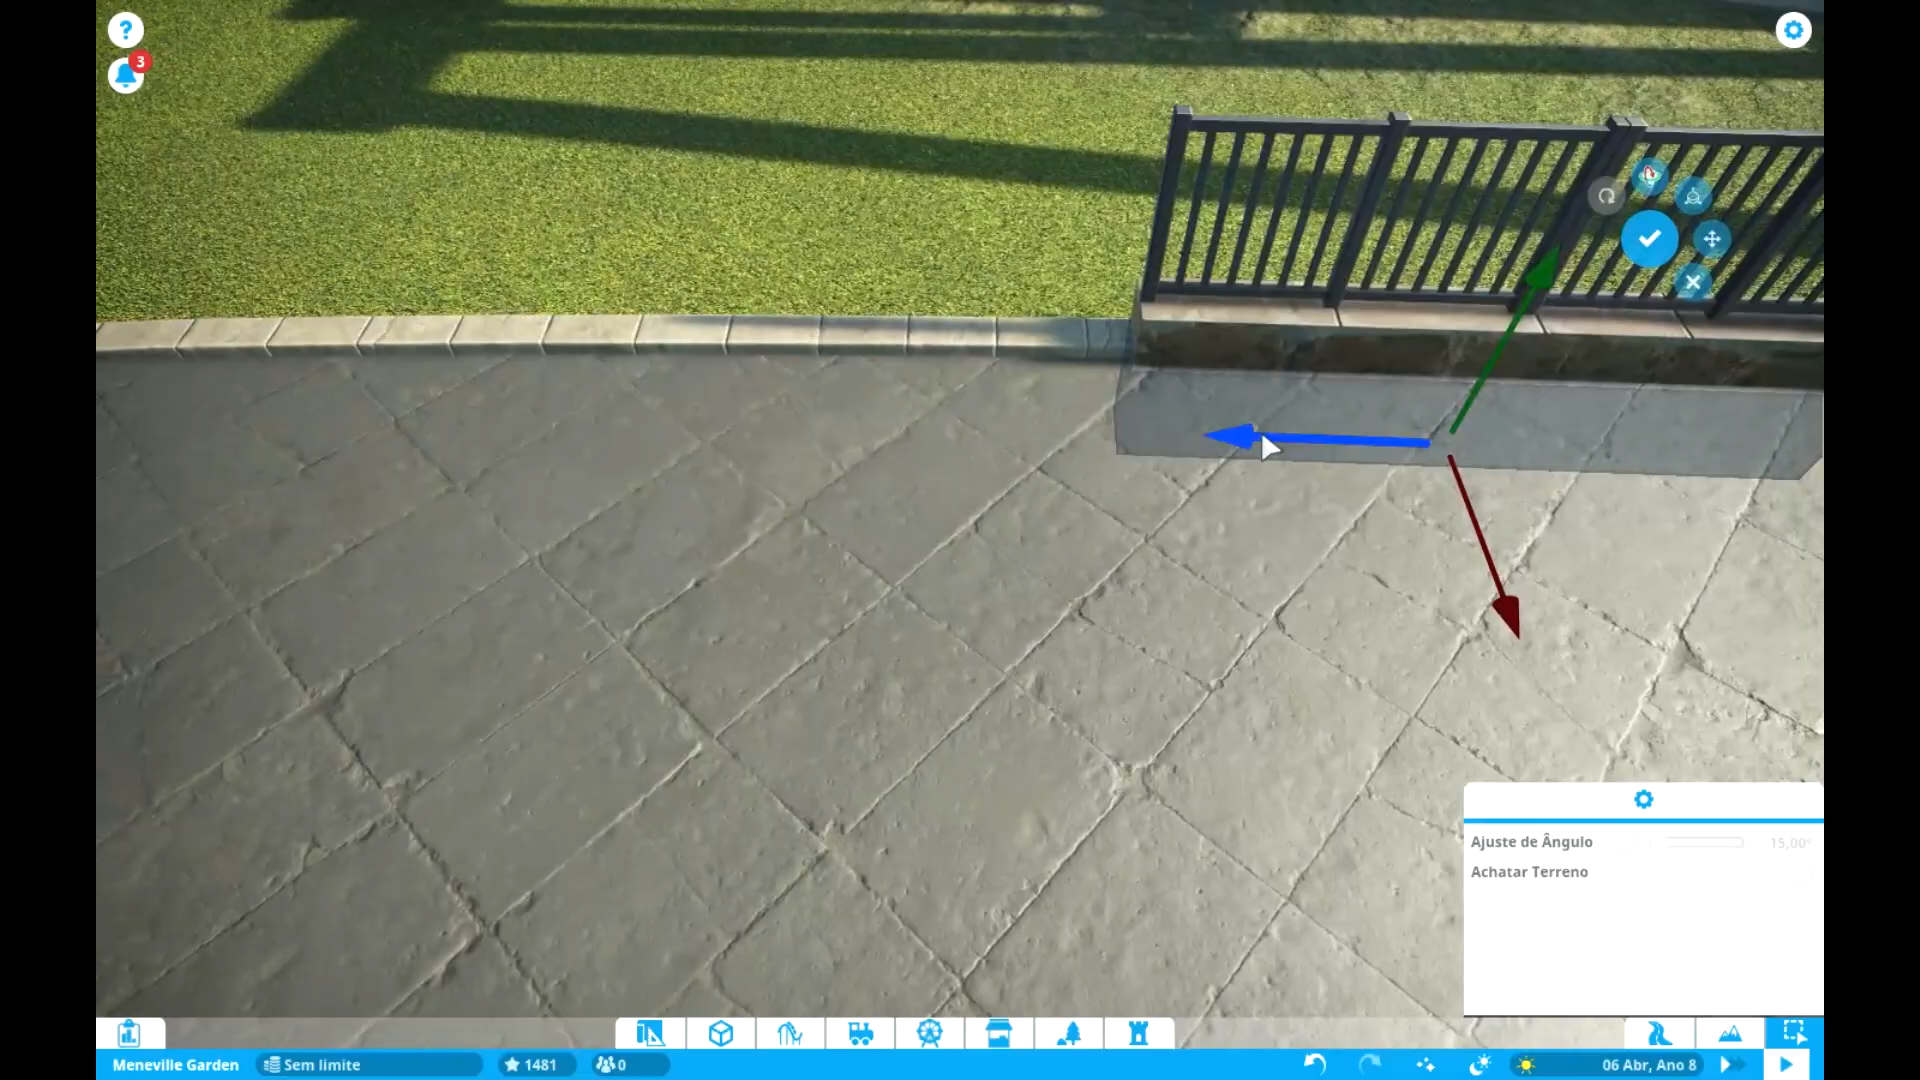 ?
3
Ajuste de Ângulo 15,00°
Achatar Terreno
Meneville Garden Sem limite 1481 0 06 Abr, Ano 8